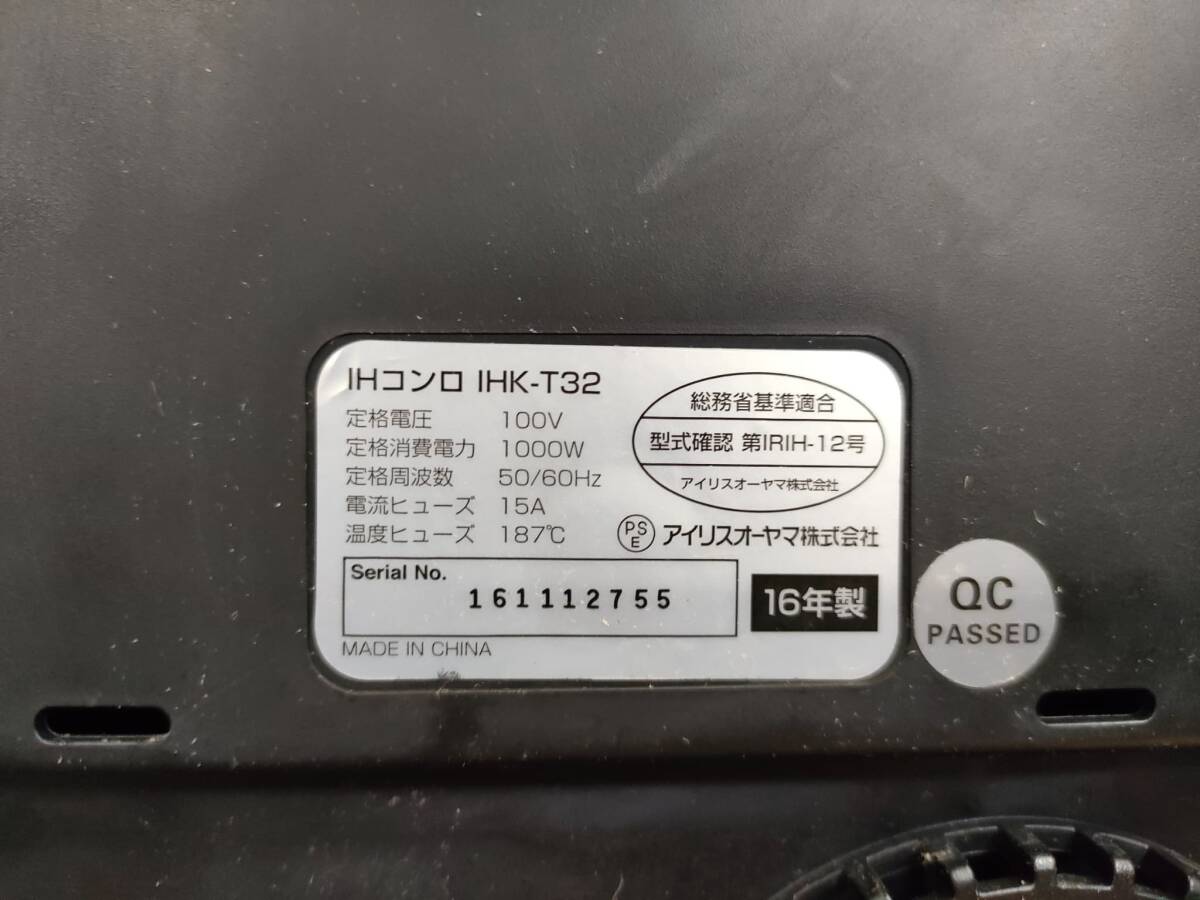 IHコンロ IHK-T32
定格電圧 100V
定格消費電力 1000W
定格周波数 50/60Hz
電流ヒューズ 15A
温度ヒューズ 187℃
総務省基準適合
型式確認 第IRIH-12号
アイリスオーヤマ株式会社
PSE アイリスオーヤマ株式会社
Serial No.
161112755
16年製
MADE IN CHINA
QC
PASSED